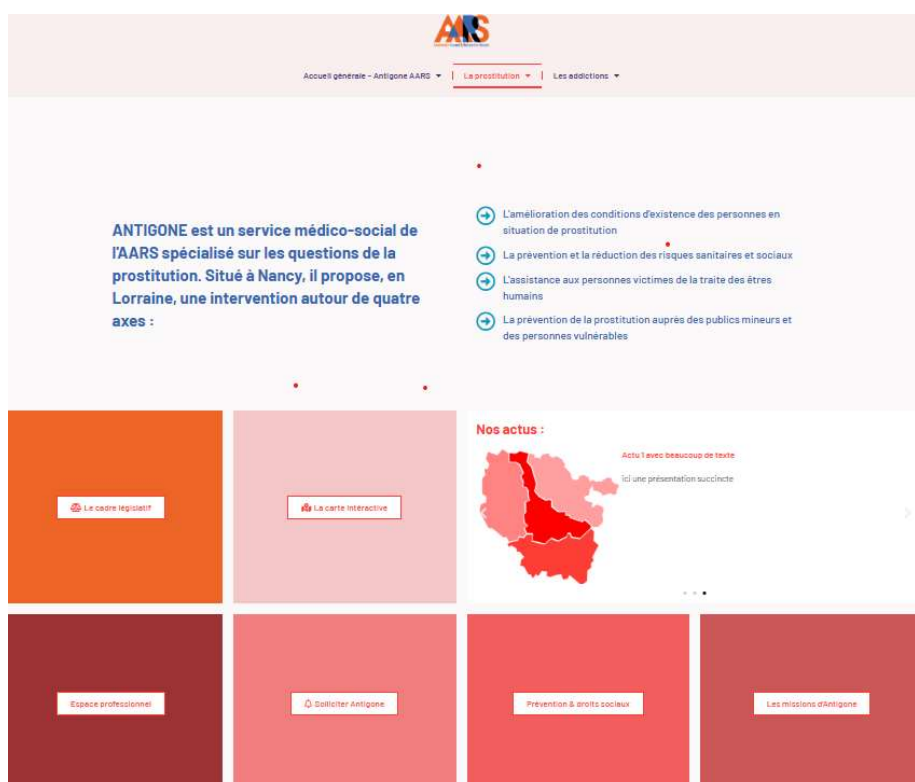 AARS
Accueil générale - Antigone AARS
La prostitution
Les addictions
ANTIGONE est un service médico-social de
l'AARS spécialisé sur les questions de la
prostitution. Situé à Nancy, il propose, en
Lorraine, une intervention autour de quatre
axes :
L'amélioration des conditions d'existence des personnes en
situation de prostitution
La prévention et la réduction des risques sanitaires et sociaux
L'assistance aux personnes victimes de la traite des êtres
humains
La prévention de la prostitution auprès des publics mineurs et
des personnes vulnérables
Le cadre législatif
La carte intéractive
Nos actus :
Actu 1 avec beaucoup de texte
ici une présentation succincte
Espace professionnel
Solliciter Antigone
Prévention & droits sociaux
Les missions d'Antigone